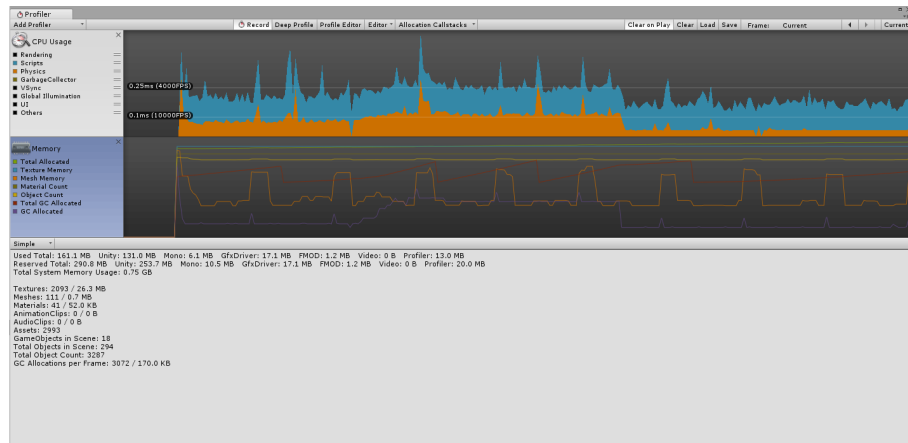 Profiler
Add Profiler Record Deep Profile Profile Editor Editor Allocation Callstacks Clear on Play Clear Load Save Frame: Current Current
CPU Usage
Rendering
Scripts
Physics
GarbageCollector
VSync
Global Illumination
UI
Others
0.25ms (4000FPS)
0.1ms (10000FPS)
Memory
Total Allocated
Texture Memory
Mesh Memory
Material Count
Object Count
Total GC Allocated
GC Allocated
Simple
Used Total: 161.1 MB Unity: 131.0 MB Mono: 6.1 MB GfxDriver: 17.1 MB FMOD: 1.2 MB Video: 0 B Profiler: 13.0 MB
Reserved Total: 290.8 MB Unity: 253.7 MB Mono: 10.5 MB GfxDriver: 17.1 MB FMOD: 1.2 MB Video: 0 B Profiler: 20.0 MB
Total System Memory Usage: 0.75 GB
Textures: 2093 / 26.3 MB
Meshes: 111 / 0.7 MB
Materials: 41 / 52.0 KB
AnimationClips: 0 / 0 B
AudioClips: 0 / 0 B
Assets: 2993
GameObjects in Scene: 18
Total Objects in Scene: 294
Total Object Count: 3287
GC Allocations per Frame: 3072 / 170.0 KB